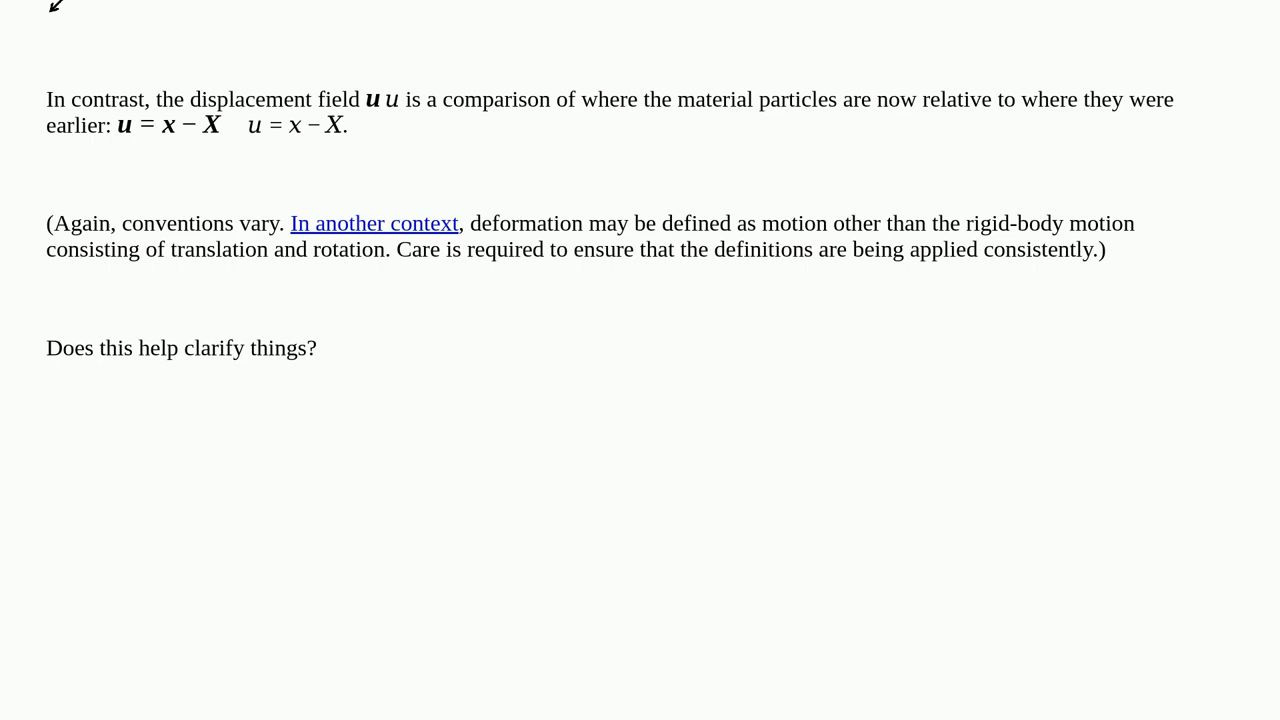 In contrast, the displacement field u u is a comparison of where the material particles are now relative to where they were
earlier: u = x − X u = x − X.
(Again, conventions vary. In another context, deformation may be defined as motion other than the rigid-body motion
consisting of translation and rotation. Care is required to ensure that the definitions are being applied consistently.)
Does this help clarify things?